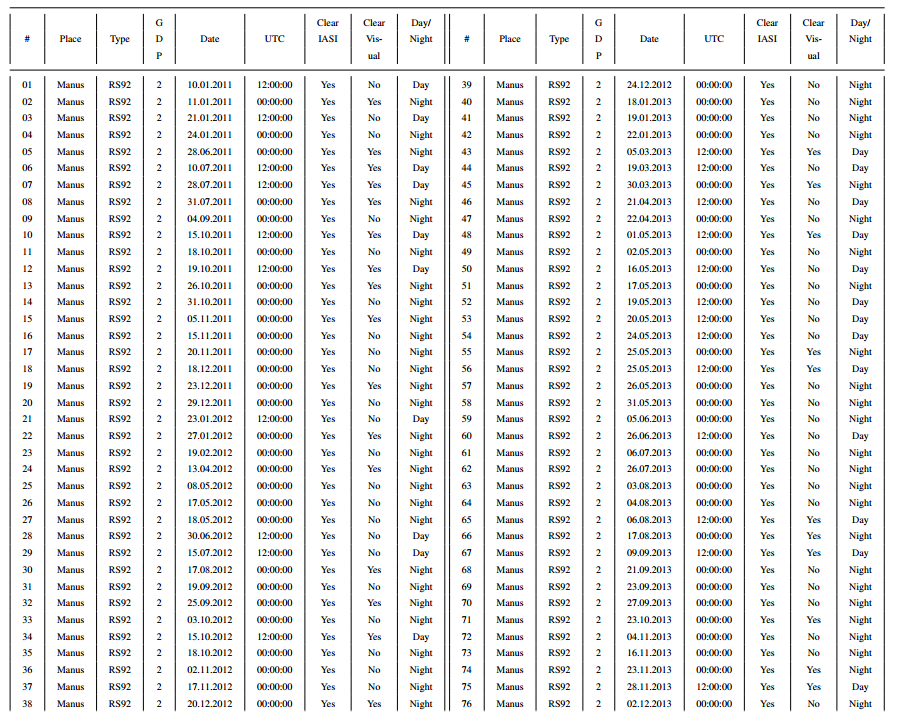 G Clear Clear Day/ G Clear Clear Day/
# Place Type D Date UTC IASI Vis- Night # Place Type D Date UTC IASI Vis- Night
P ual P ual
01 Manus RS92 2 10.01.2011 12:00:00 Yes No Day 39 Manus RS92 2 24.12.2012 00:00:00 Yes No Night
02 Manus RS92 2 11.01.2011 00:00:00 Yes Yes Night 40 Manus RS92 2 18.01.2013 00:00:00 Yes No Night
03 Manus RS92 2 21.01.2011 12:00:00 Yes No Day 41 Manus RS92 2 19.01.2013 00:00:00 Yes No Night
04 Manus RS92 2 24.01.2011 00:00:00 Yes No Night 42 Manus RS92 2 22.01.2013 00:00:00 Yes No Night
05 Manus RS92 2 28.06.2011 00:00:00 Yes Yes Night 43 Manus RS92 2 05.03.2013 12:00:00 Yes Yes Day
06 Manus RS92 2 10.07.2011 12:00:00 Yes Yes Day 44 Manus RS92 2 19.03.2013 12:00:00 Yes No Day
07 Manus RS92 2 28.07.2011 12:00:00 Yes Yes Day 45 Manus RS92 2 30.03.2013 00:00:00 Yes Yes Night
08 Manus RS92 2 31.07.2011 00:00:00 Yes Yes Night 46 Manus RS92 2 21.04.2013 12:00:00 Yes No Day
09 Manus RS92 2 04.09.2011 00:00:00 Yes No Night 47 Manus RS92 2 22.04.2013 00:00:00 Yes No Night
10 Manus RS92 2 15.10.2011 12:00:00 Yes Yes Day 48 Manus RS92 2 01.05.2013 12:00:00 Yes Yes Day
11 Manus RS92 2 18.10.2011 00:00:00 Yes No Night 49 Manus RS92 2 02.05.2013 00:00:00 Yes No Night
12 Manus RS92 2 19.10.2011 12:00:00 Yes Yes Day 50 Manus RS92 2 16.05.2013 12:00:00 Yes No Day
13 Manus RS92 2 26.10.2011 00:00:00 Yes Yes Night 51 Manus RS92 2 17.05.2013 00:00:00 Yes No Night
14 Manus RS92 2 31.10.2011 00:00:00 Yes No Night 52 Manus RS92 2 19.05.2013 12:00:00 Yes No Day
15 Manus RS92 2 05.11.2011 00:00:00 Yes Yes Night 53 Manus RS92 2 20.05.2013 12:00:00 Yes No Day
16 Manus RS92 2 15.11.2011 00:00:00 Yes No Night 54 Manus RS92 2 24.05.2013 12:00:00 Yes No Day
17 Manus RS92 2 20.11.2011 00:00:00 Yes No Night 55 Manus RS92 2 25.05.2013 00:00:00 Yes Yes Night
18 Manus RS92 2 18.12.2011 00:00:00 Yes No Night 56 Manus RS92 2 25.05.2013 12:00:00 Yes Yes Day
19 Manus RS92 2 23.12.2011 00:00:00 Yes Yes Night 57 Manus RS92 2 26.05.2013 00:00:00 Yes No Night
20 Manus RS92 2 29.12.2011 00:00:00 Yes No Night 58 Manus RS92 2 31.05.2013 00:00:00 Yes No Night
21 Manus RS92 2 23.01.2012 12:00:00 Yes No Day 59 Manus RS92 2 05.06.2013 00:00:00 Yes No Night
22 Manus RS92 2 27.01.2012 00:00:00 Yes Yes Night 60 Manus RS92 2 26.06.2013 12:00:00 Yes No Day
23 Manus RS92 2 19.02.2012 00:00:00 Yes No Night 61 Manus RS92 2 06.07.2013 00:00:00 Yes No Night
24 Manus RS92 2 13.04.2012 00:00:00 Yes Yes Night 62 Manus RS92 2 26.07.2013 00:00:00 Yes No Night
25 Manus RS92 2 08.05.2012 00:00:00 Yes No Night 63 Manus RS92 2 03.08.2013 00:00:00 Yes No Night
26 Manus RS92 2 17.05.2012 00:00:00 Yes No Night 64 Manus RS92 2 04.08.2013 00:00:00 Yes No Night
27 Manus RS92 2 18.05.2012 00:00:00 Yes No Night 65 Manus RS92 2 06.08.2013 12:00:00 Yes Yes Day
28 Manus RS92 2 30.06.2012 12:00:00 Yes No Day 66 Manus RS92 2 17.08.2013 00:00:00 Yes Yes Night
29 Manus RS92 2 15.07.2012 12:00:00 Yes No Day 67 Manus RS92 2 09.09.2013 12:00:00 Yes Yes Day
30 Manus RS92 2 17.08.2012 00:00:00 Yes Yes Night 68 Manus RS92 2 21.09.2013 00:00:00 Yes No Night
31 Manus RS92 2 19.09.2012 00:00:00 Yes No Night 69 Manus RS92 2 23.09.2013 00:00:00 Yes No Night
32 Manus RS92 2 25.09.2012 00:00:00 Yes Yes Night 70 Manus RS92 2 27.09.2013 00:00:00 Yes No Night
33 Manus RS92 2 03.10.2012 00:00:00 Yes No Night 71 Manus RS92 2 23.10.2013 00:00:00 Yes Yes Night
34 Manus RS92 2 15.10.2012 12:00:00 Yes Yes Day 72 Manus RS92 2 04.11.2013 00:00:00 Yes No Night
35 Manus RS92 2 18.10.2012 00:00:00 Yes No Night 73 Manus RS92 2 16.11.2013 00:00:00 Yes No Night
36 Manus RS92 2 02.11.2012 00:00:00 Yes No Night 74 Manus RS92 2 23.11.2013 00:00:00 Yes Yes Night
37 Manus RS92 2 17.11.2012 00:00:00 Yes No Night 75 Manus RS92 2 28.11.2013 12:00:00 Yes Yes Day
38 Manus RS92 2 20.12.2012 00:00:00 Yes Yes Night 76 Manus RS92 2 02.12.2013 00:00:00 Yes No Night